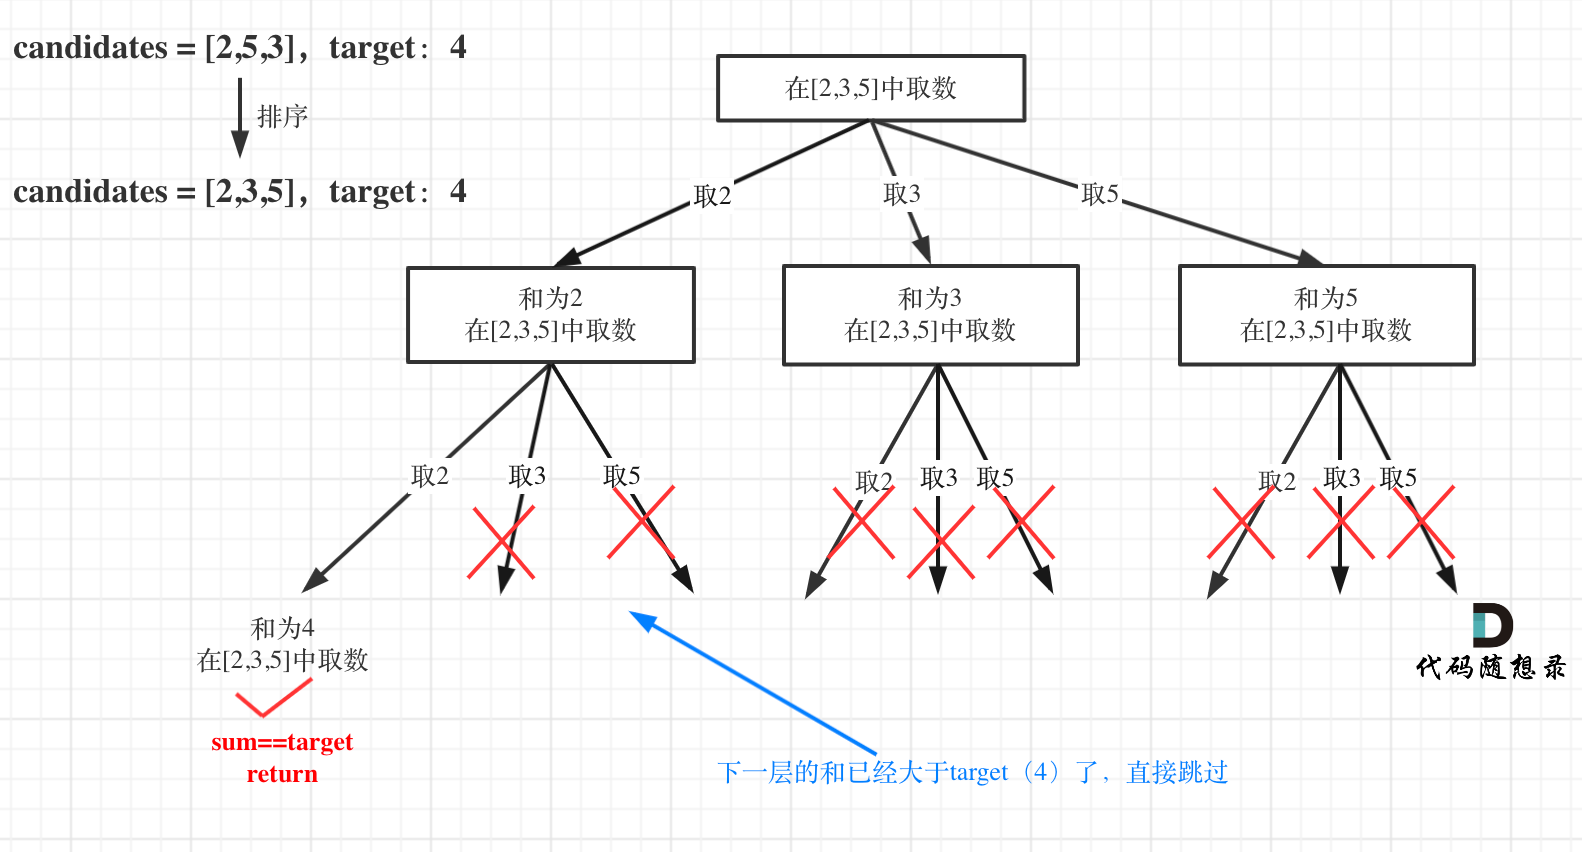 candidates = [2,5,3]，target：4
排序
candidates = [2,3,5]，target：4
在[2,3,5]中取数
取2
取3
取5
和为2
在[2,3,5]中取数
和为3
在[2,3,5]中取数
和为5
在[2,3,5]中取数
取2
取3
取5
取2
取3
取5
取2
取3
取5
和为4
在[2,3,5]中取数
sum==target
return
下一层的和已经大于target（4）了，直接跳过
代码随想录